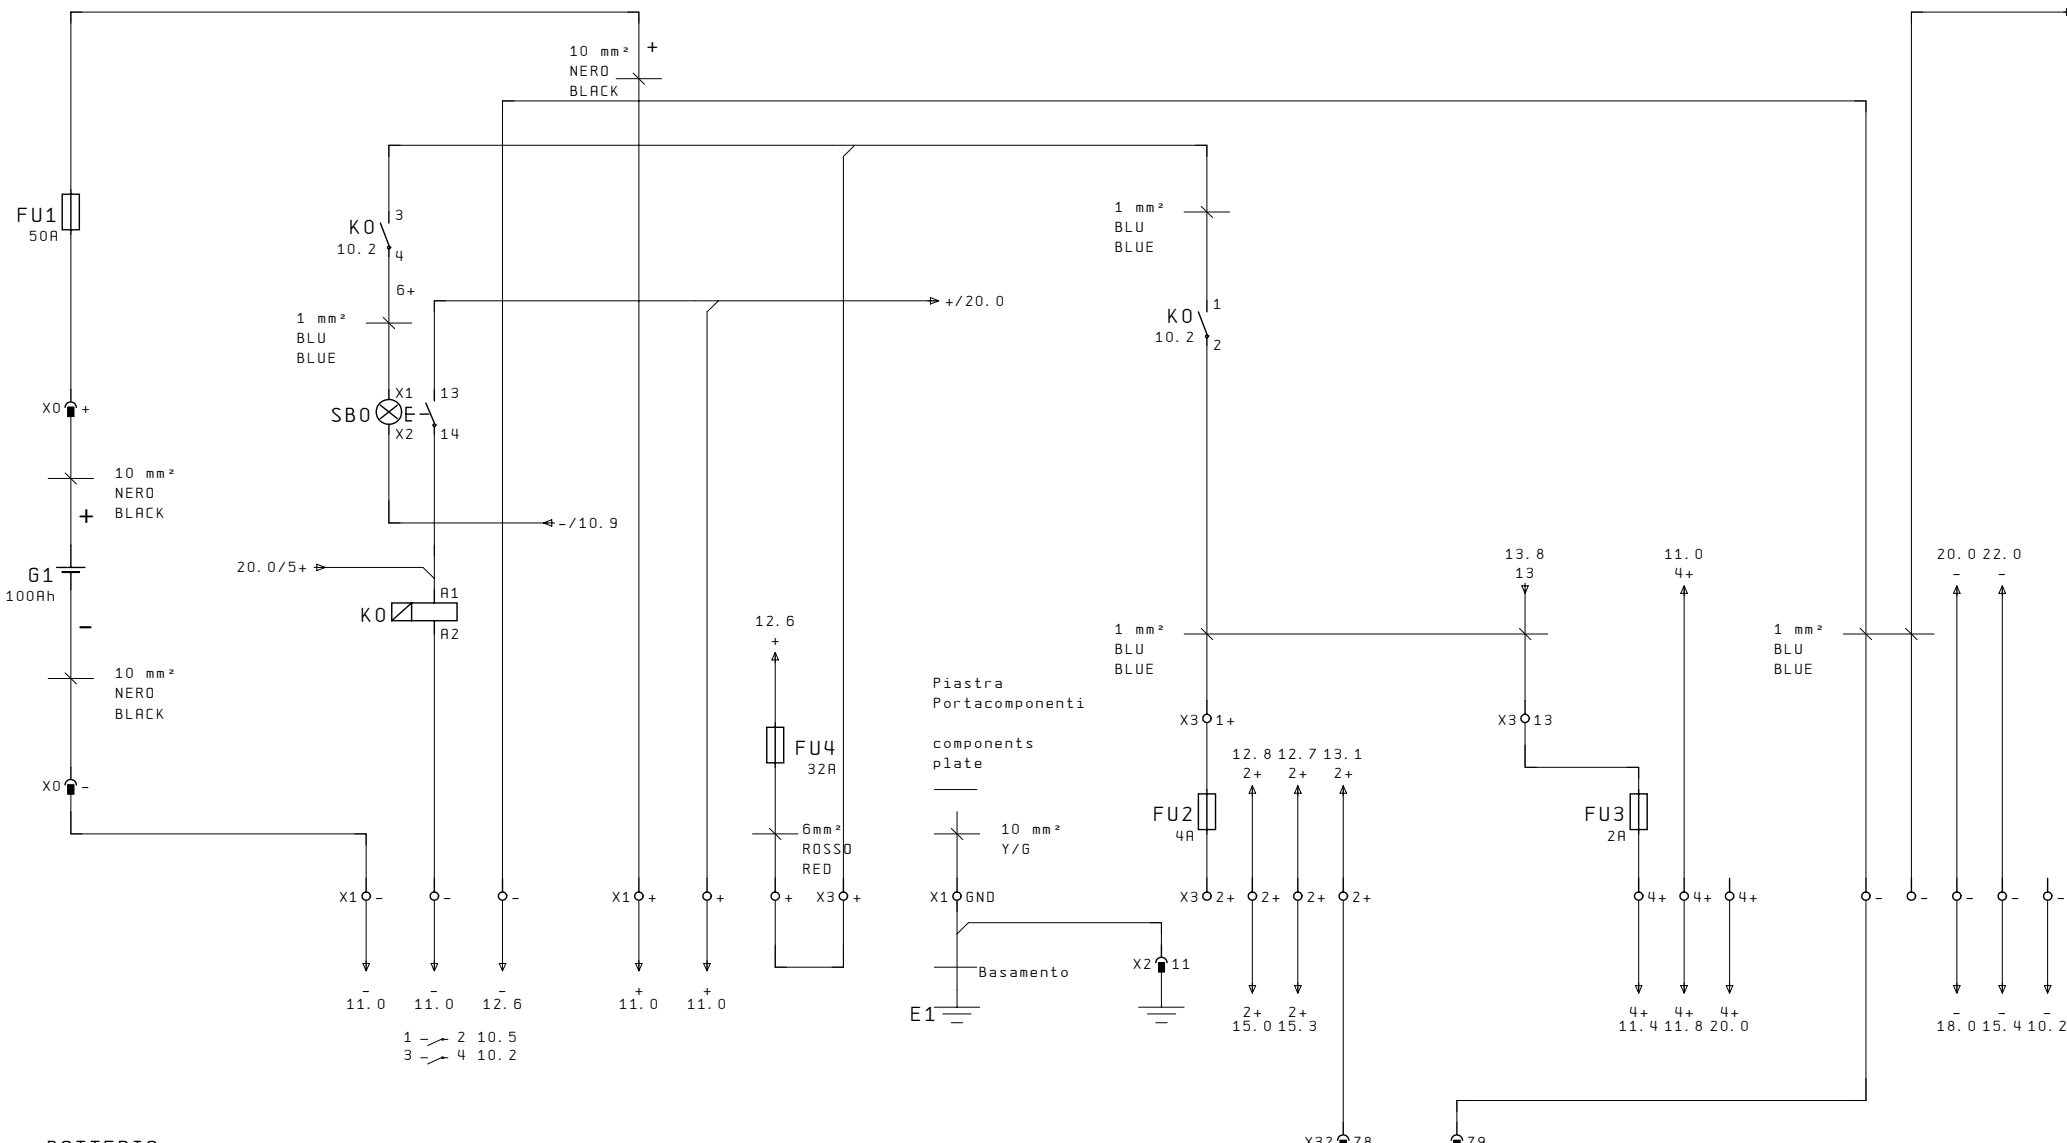 10 mm²
+
NERO
BLACK
FU1
50A
3
K0
10.2
4
6+
1 mm²
BLU
BLUE
1 mm²
BLU
BLUE
+/20.0
1
K0
10.2
2
X0 +
X1
13
SB0
E
X2
14
10 mm²
NERO
BLACK
+
-/10.9
20.0/5+
G1
100Ah
-
A1
K0
A2
10 mm²
NERO
BLACK
X0 -
12.6
+
FU4
32A
6mm²
ROSSO
RED
Piastra
Portacomponenti
components
plate
10 mm²
Y/G
13.8
13
11.0
4+
20.0 22.0
- -
1 mm²
BLU
BLUE
1 mm²
BLU
BLUE
X3 1+
X3 13
12.8 12.7 13.1
2+ 2+ 2+
FU2
4A
FU3
2A
X1 - - - X1 + + + X3 + X1 GND X3 2+ 2+ 2+ 2+ 4+ 4+ 4+ - - - - -
X2 11
Basamento
E1
- - - + +
11.0 11.0 12.6 11.0 11.0
2+ 2+
15.0 15.3
4+ 4+ 4+
11.4 11.8 20.0
- - -
18.0 15.4 10.2
1 2 10.5
3 4 10.2
X32 78 79